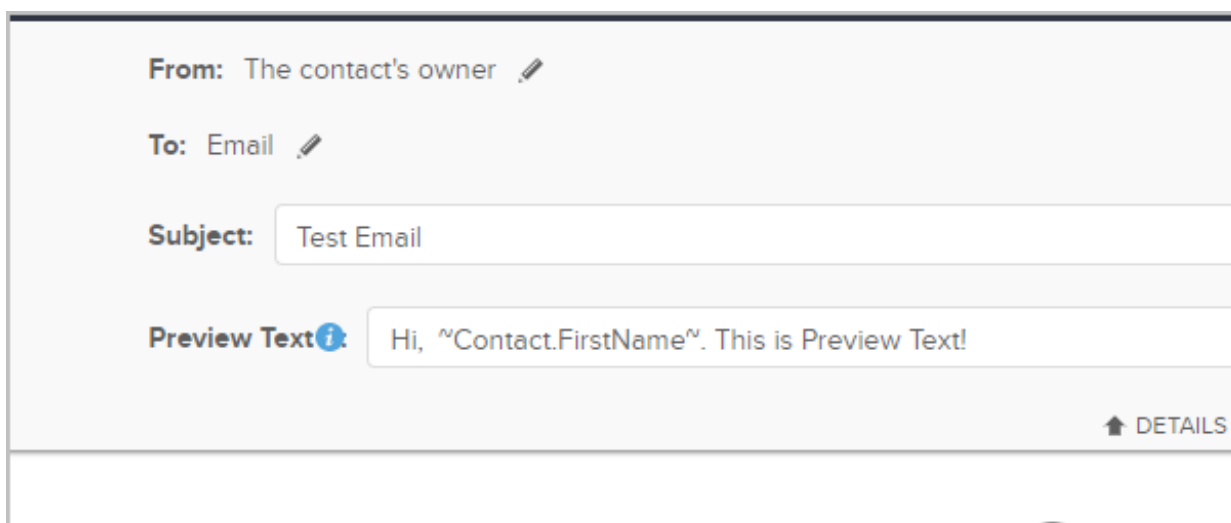 From: The contact's owner
To: Email
Subject: Test Email
Preview Text i: Hi, ~Contact.FirstName~. This is Preview Text!
DETAILS